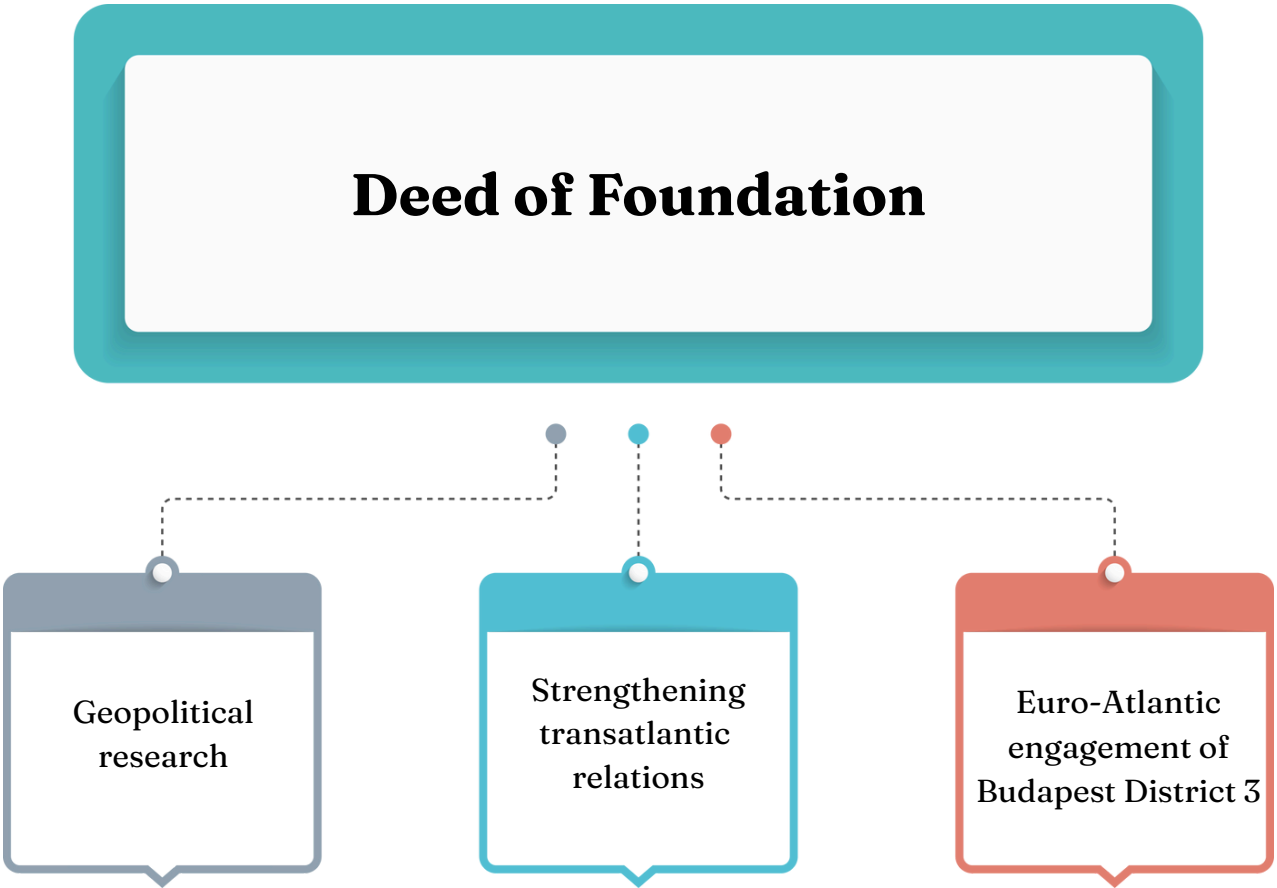 Deed of Foundation
Geopolitical
research
Strengthening
transatlantic
relations
Euro-Atlantic
engagement of
Budapest District 3